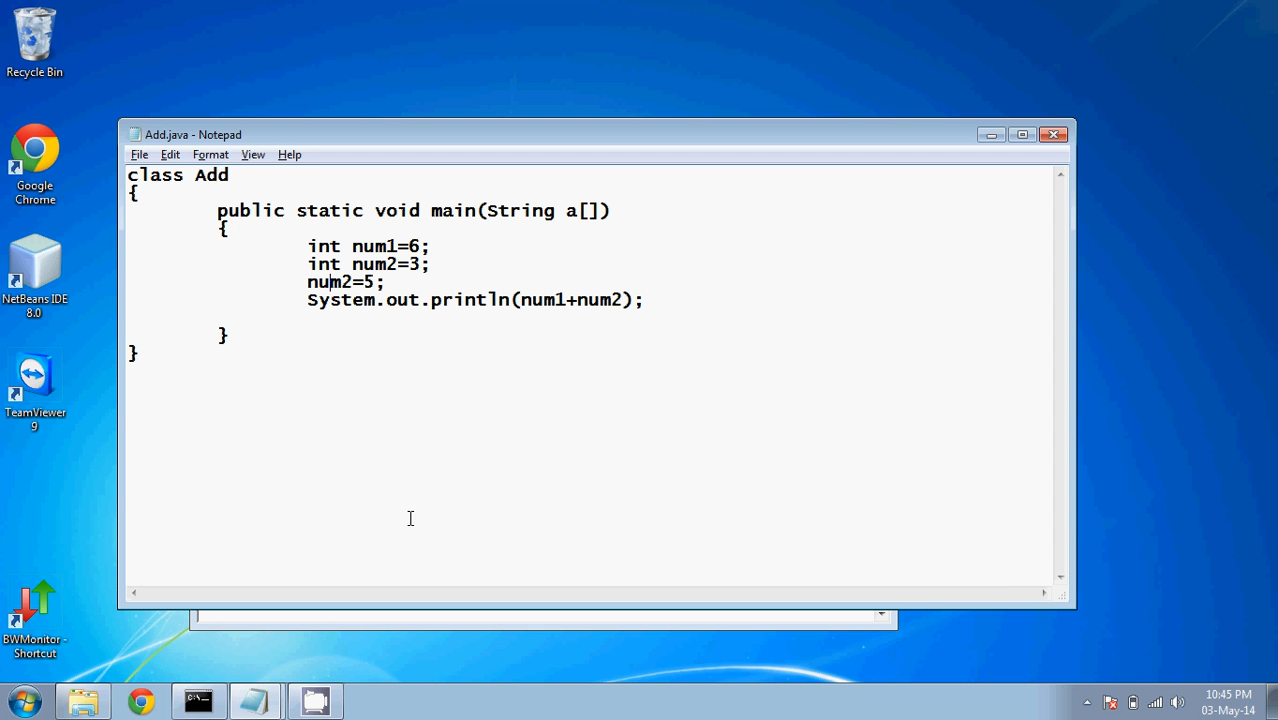 Recycle Bin
Google
Chrome
NetBeans IDE
8.0
TeamViewer
9
BWMonitor -
Shortcut
Add.java - Notepad
File Edit Format View Help
class Add
{
public static void main(String a[])
{
int num1=6;
int num2=3;
num2=5;
System.out.println(num1+num2);
}
}
C:\_
10:45 PM
03-May-14